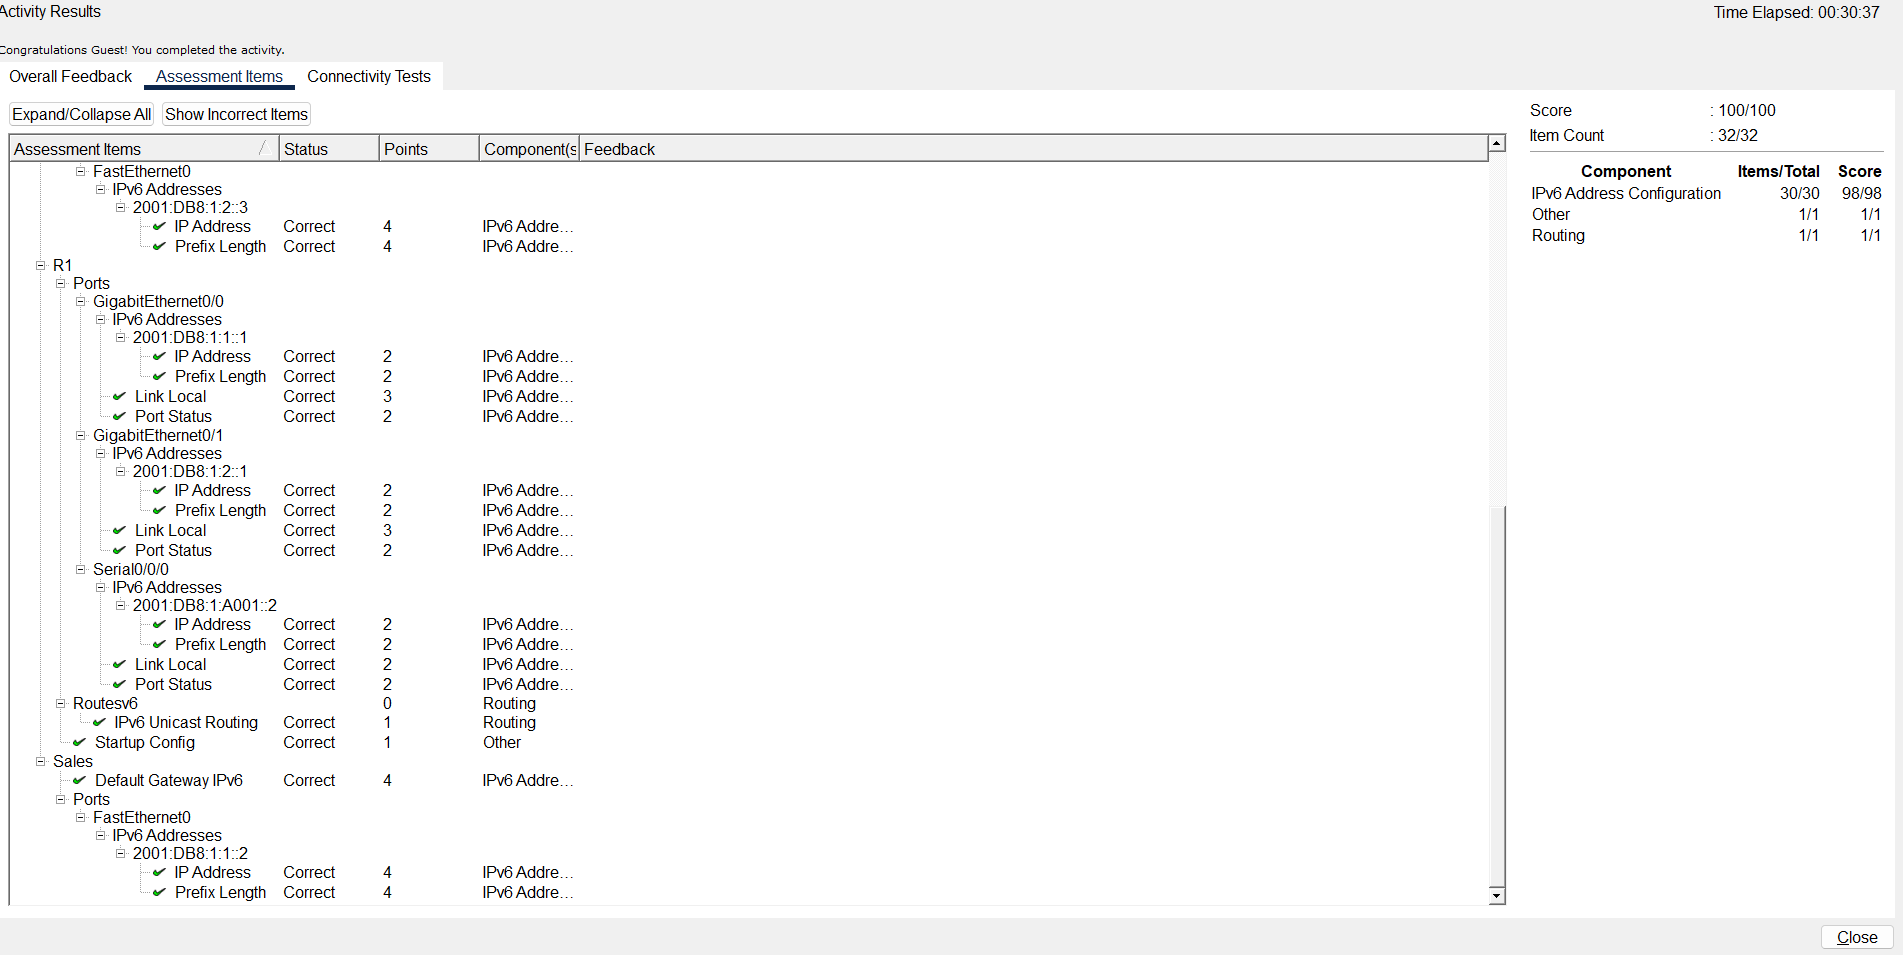 Activity Results
Time Elapsed: 00:30:37
Congratulations Guest! You completed the activity.
Overall Feedback Assessment Items Connectivity Tests
Expand/Collapse All Show Incorrect Items
Assessment Items Status Points Component(s Feedback
FastEthernet0
IPv6 Addresses
2001:DB8:1:2::3
IP Address Correct 4 IPv6 Addre...
Prefix Length Correct 4 IPv6 Addre...
R1
Ports
GigabitEthernet0/0
IPv6 Addresses
2001:DB8:1:1::1
IP Address Correct 2 IPv6 Addre...
Prefix Length Correct 2 IPv6 Addre...
Link Local Correct 3 IPv6 Addre...
Port Status Correct 2 IPv6 Addre...
GigabitEthernet0/1
IPv6 Addresses
2001:DB8:1:2::1
IP Address Correct 2 IPv6 Addre...
Prefix Length Correct 2 IPv6 Addre...
Link Local Correct 3 IPv6 Addre...
Port Status Correct 2 IPv6 Addre...
Serial0/0/0
IPv6 Addresses
2001:DB8:1:A001::2
IP Address Correct 2 IPv6 Addre...
Prefix Length Correct 2 IPv6 Addre...
Link Local Correct 2 IPv6 Addre...
Port Status Correct 2 IPv6 Addre...
Routesv6 0 Routing
IPv6 Unicast Routing Correct 1 Routing
Startup Config Correct 1 Other
Sales
Default Gateway IPv6 Correct 4 IPv6 Addre...
Ports
FastEthernet0
IPv6 Addresses
2001:DB8:1:1::2
IP Address Correct 4 IPv6 Addre...
Prefix Length Correct 4 IPv6 Addre...
Score : 100/100
Item Count : 32/32
Component Items/Total Score
IPv6 Address Configuration 30/30 98/98
Other 1/1 1/1
Routing 1/1 1/1
Close